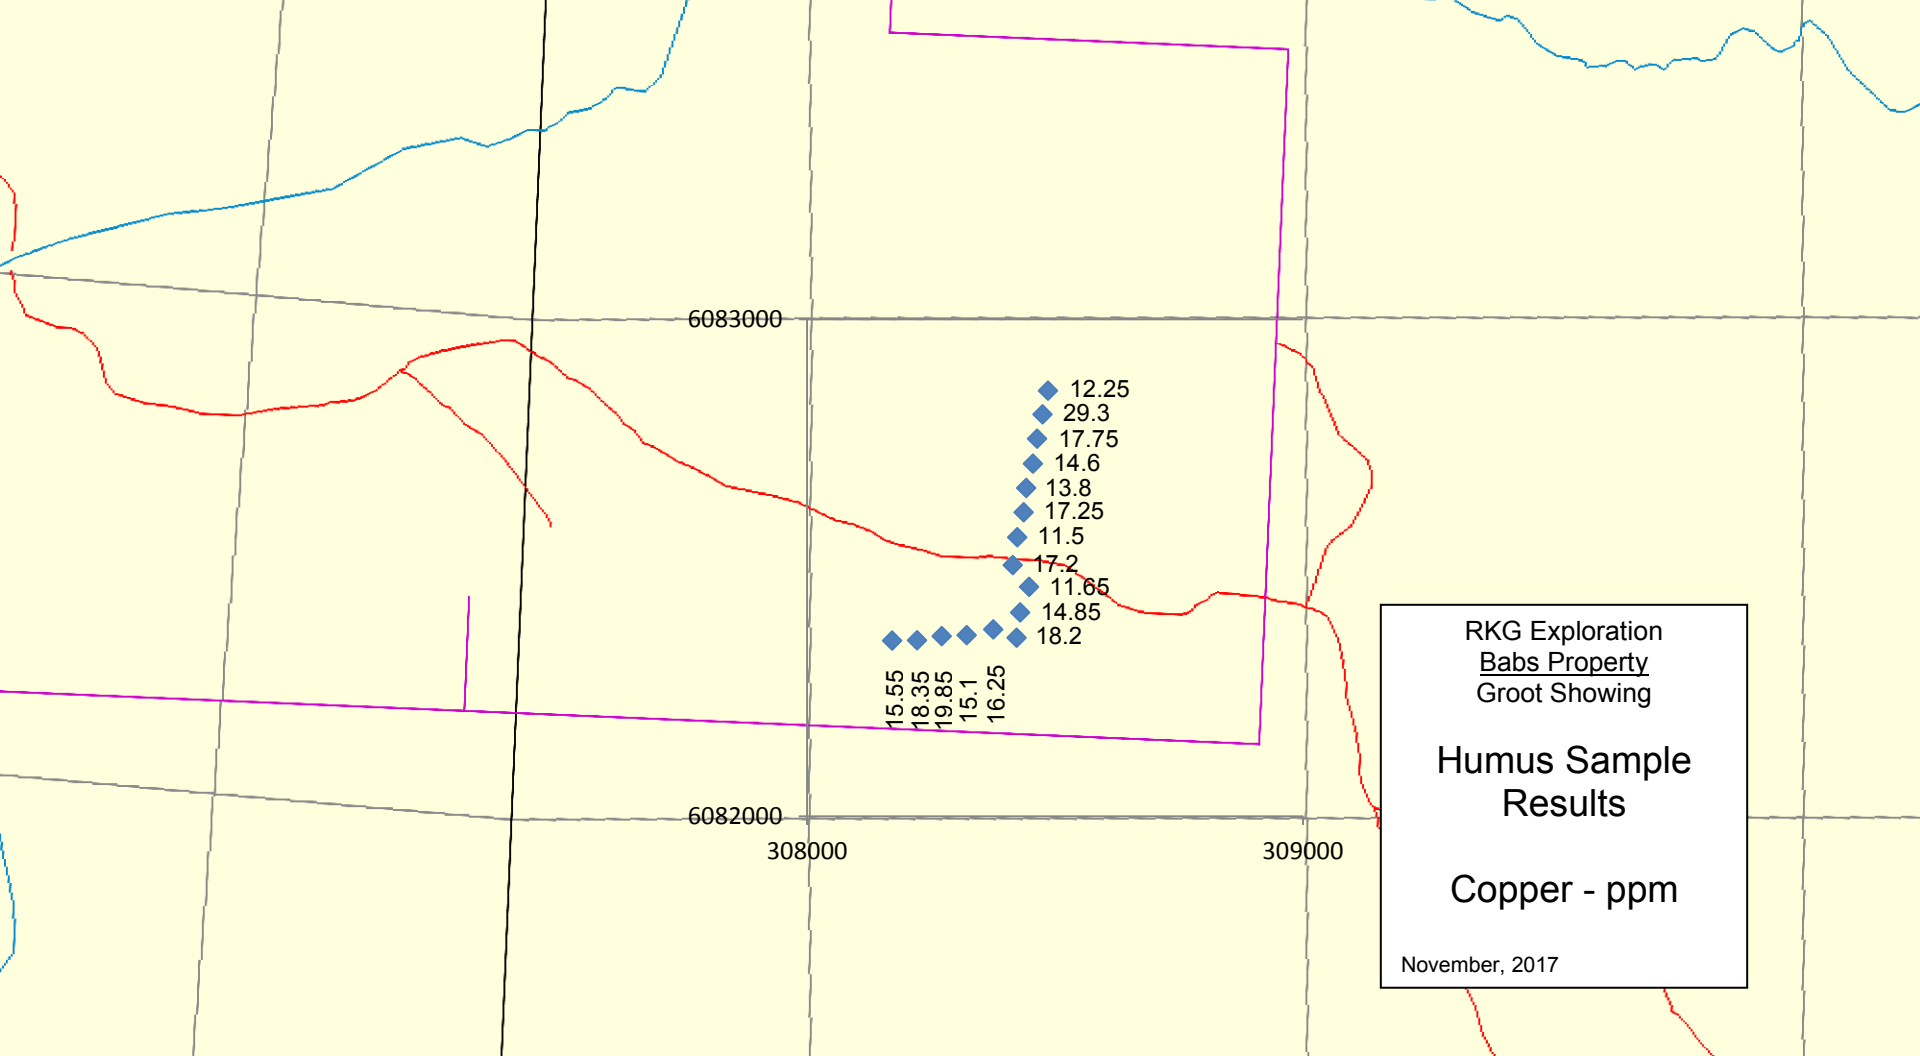 6083000
12.25
29.3
17.75
14.6
13.8
17.25
11.5
17.2
11.65
14.85
18.2
15.55
18.35
19.85
15.1
16.25
6082000
308000
309000
RKG Exploration
Babs Property
Groot Showing
Humus Sample
Results
Copper - ppm
November, 2017